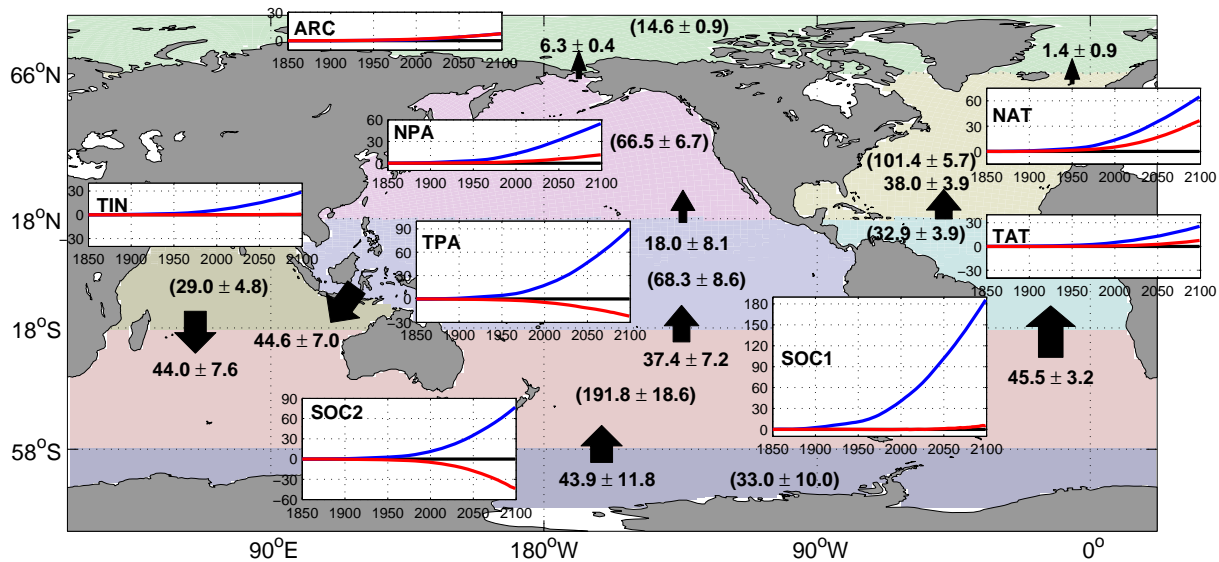 ARC
30
0
1850 1900 1950 2000 2050 2100
(14.6 ± 0.9)
6.3 ± 0.4
1.4 ± 0.9
66°N
NPA
60
30
0
1850 1900 1950 2000 2050 2100
(66.5 ± 6.7)
NAT
60
30
0
1850 1900 1950 2000 2050 2100
(101.4 ± 5.7)
38.0 ± 3.9
TIN
30
0
−30
1850 1900 1950 2000 2050 2100
18°N
TPA
90
60
30
0
−30
1850 1900 1950 2000 2050 2100
18.0 ± 8.1
(32.9 ± 3.9)
TAT
30
0
−30
1850 1900 1950 2000 2050 2100
(29.0 ± 4.8)
(68.3 ± 8.6)
18°S
44.6 ± 7.0
44.0 ± 7.6
37.4 ± 7.2
45.5 ± 3.2
SOC1
180
150
120
90
60
30
0
1850 1900 1950 2000 2050 2100
(191.8 ± 18.6)
SOC2
90
60
30
0
−30
−60
1850 1900 1950 2000 2050 2100
58°S
43.9 ± 11.8
(33.0 ± 10.0)
90°E
180°W
90°W
0°